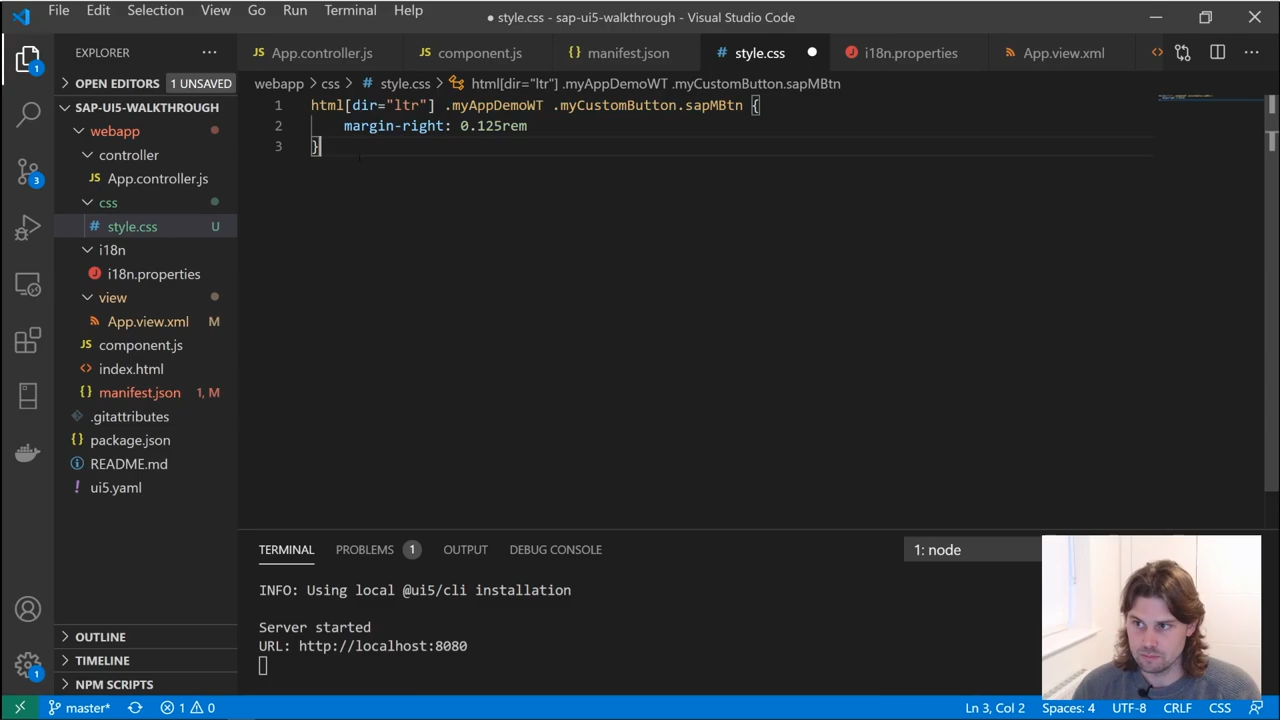 File Edit Selection View Go Run Terminal Help
● style.css - sap-ui5-walkthrough - Visual Studio Code
EXPLORER
App.controller.js component.js manifest.json style.css i18n.properties App.view.xml
OPEN EDITORS 1 UNSAVED
webapp > css > style.css > html[dir="ltr"] .myAppDemoWT .myCustomButton.sapMBtn
SAP-UI5-WALKTHROUGH
webapp
controller
App.controller.js
css
style.css U
i18n
i18n.properties
view
App.view.xml M
component.js
index.html
manifest.json 1, M
.gitattributes
package.json
README.md
ui5.yaml
OUTLINE
TIMELINE
NPM SCRIPTS
1 html[dir="ltr"] .myAppDemoWT .myCustomButton.sapMBtn {
2 margin-right: 0.125rem
3 }
TERMINAL PROBLEMS 1 OUTPUT DEBUG CONSOLE 1: node
INFO: Using local @ui5/cli installation
Server started
URL: http://localhost:8080
1
3
1
master* 1 0 Ln 3, Col 2 Spaces: 4 UTF-8 CRLF CSS